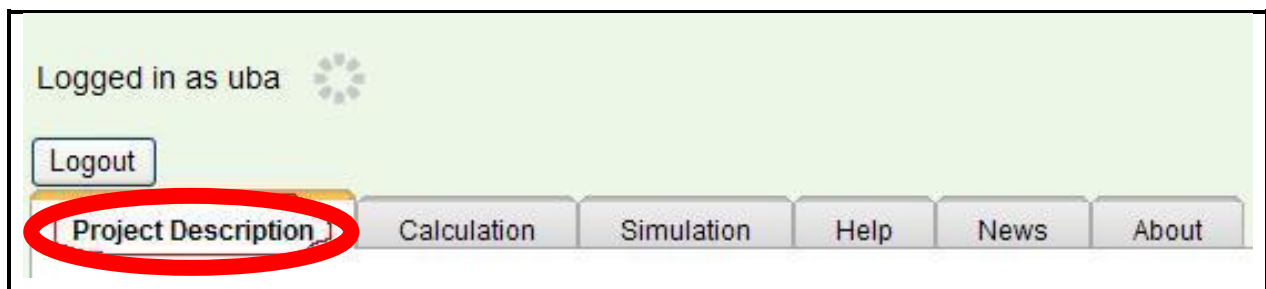 Logged in as uba
Logout
Project Description Calculation Simulation Help News About